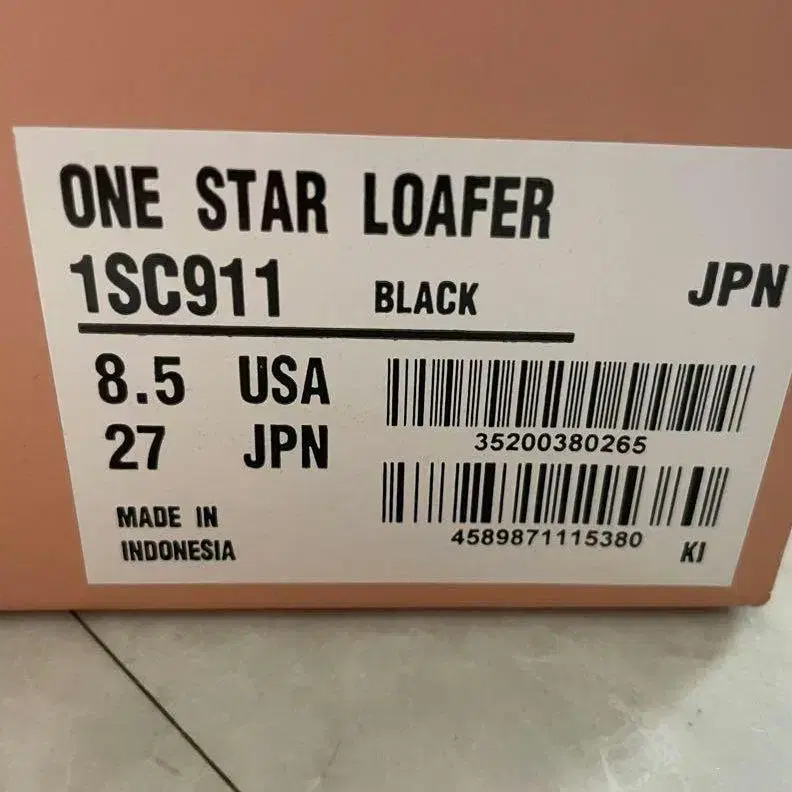 ONE STAR LOAFER
1SC911 BLACK JPN
8.5 USA
27 JPN
35200380265
MADE IN
INDONESIA
4589871115380 KI